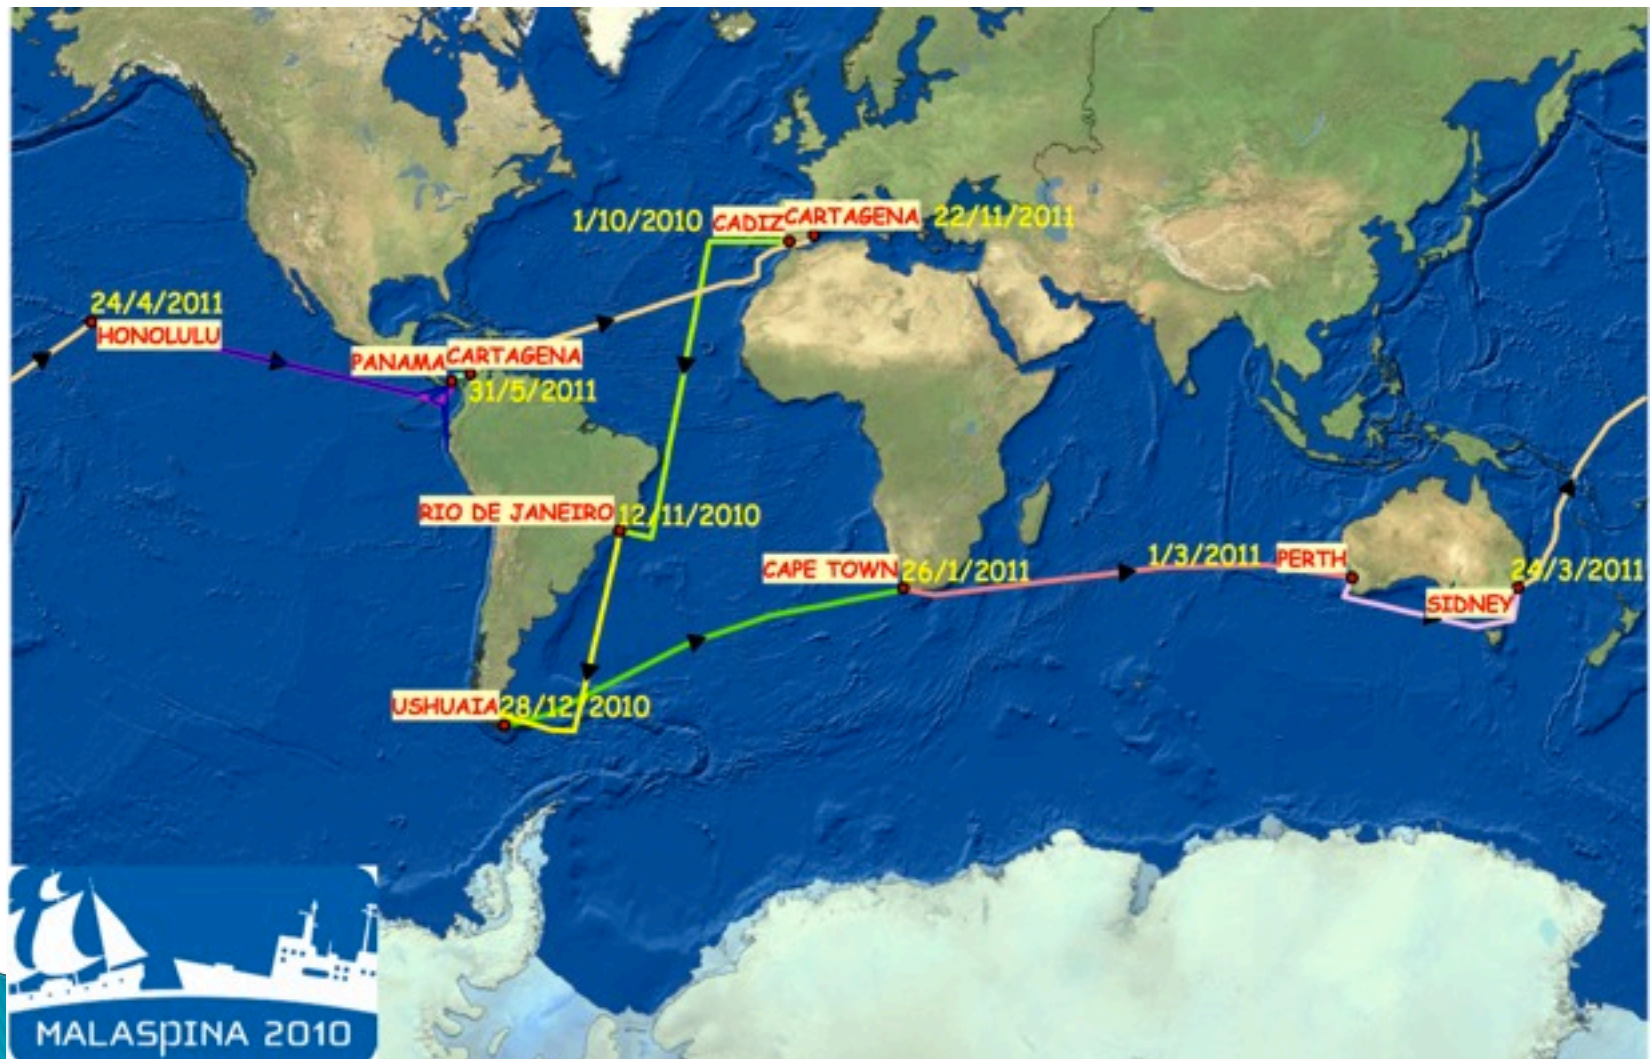 1/10/2010
CADIZ
CARTAGENA
22/11/2011
24/4/2011
HONOLULU
PANAMA
CARTAGENA
31/5/2011
RIO DE JANEIRO
12/11/2010
CAPE TOWN
26/1/2011
1/3/2011
PERTH
24/3/2011
SIDNEY
USHUAIA
28/12/2010
MALASPINA 2010